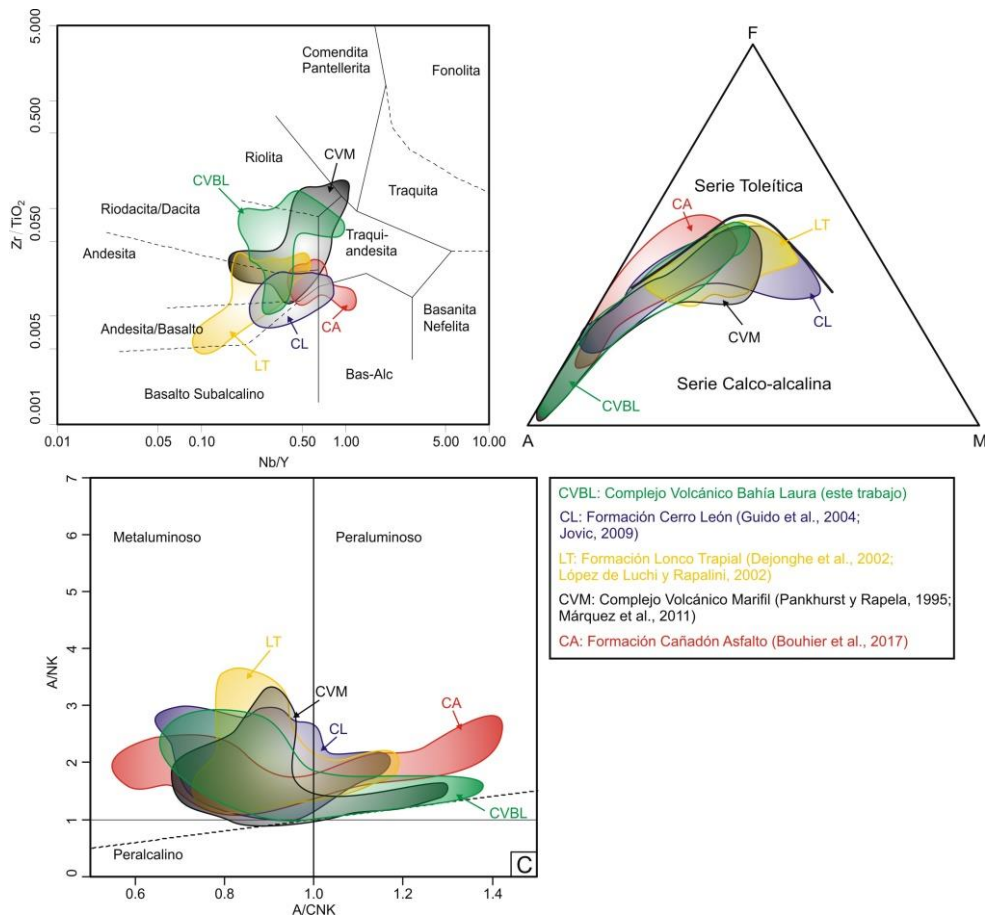 5.000
0.500
0.050
0.005
0.001
Zr/TiO₂
Comendita
Pantellerita
Fonolita
Riolita
CVM
CVBL
Traquita
Riodacita/Dacita
Traqui-
andesita
Andesita
Basanita
Nefelita
Andesita/Basalto
CA
CL
LT
Bas-Alc
Basalto Subalcalino
0.01
0.05
0.10
0.50
1.00
5.00
10.00
Nb/Y
F
Serie Toleítica
CA
LT
CVM
CL
Serie Calco-alcalina
CVBL
A
M
7
6
5
4
3
2
1
0
A/NK
Metaluminoso
Peraluminoso
LT
CVM
CL
CA
CVBL
Peralcalino
C
0.6
0.8
1.0
1.2
1.4
A/CNK
CVBL: Complejo Volcánico Bahía Laura (este trabajo)
CL: Formación Cerro León (Guido et al., 2004;
Jovic, 2009)
LT: Formación Lonco Trapial (Dejonghe et al., 2002;
López de Luchi y Rapalini, 2002)
CVM: Complejo Volcánico Marifil (Pankhurst y Rapela, 1995;
Márquez et al., 2011)
CA: Formación Cañadón Asfalto (Bouhier et al., 2017)